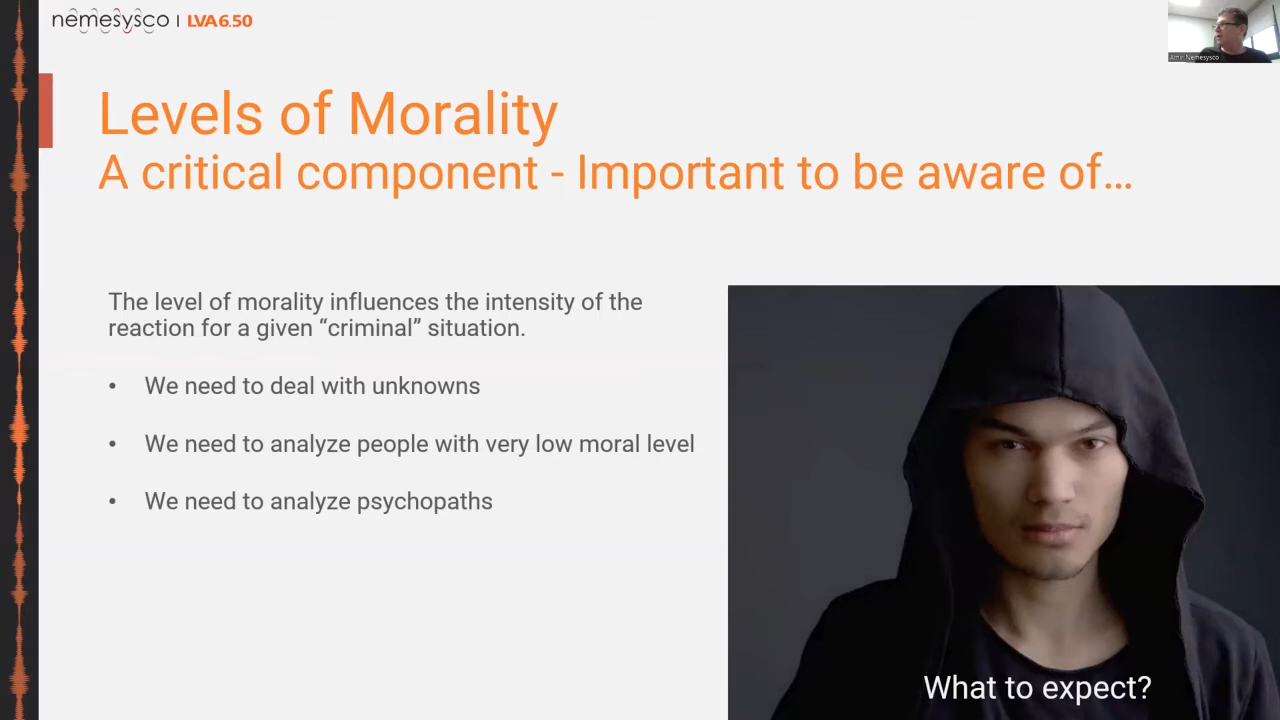 nemesysco | LVA6.50
Amir Nemesysco
Levels of Morality
A critical component - Important to be aware of...
The level of morality influences the intensity of the
reaction for a given “criminal” situation.
• We need to deal with unknowns
• We need to analyze people with very low moral level
• We need to analyze psychopaths
What to expect?